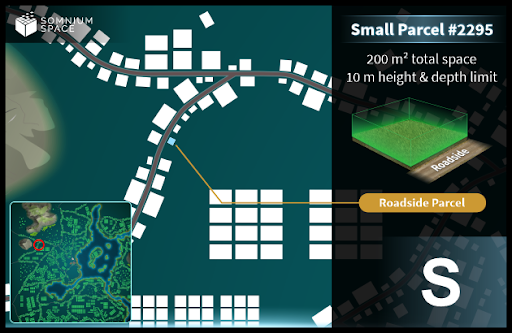 SOMNIUM
SPACE
Small Parcel #2295
200 m² total space
10 m height & depth limit
Roadside
Roadside Parcel
S